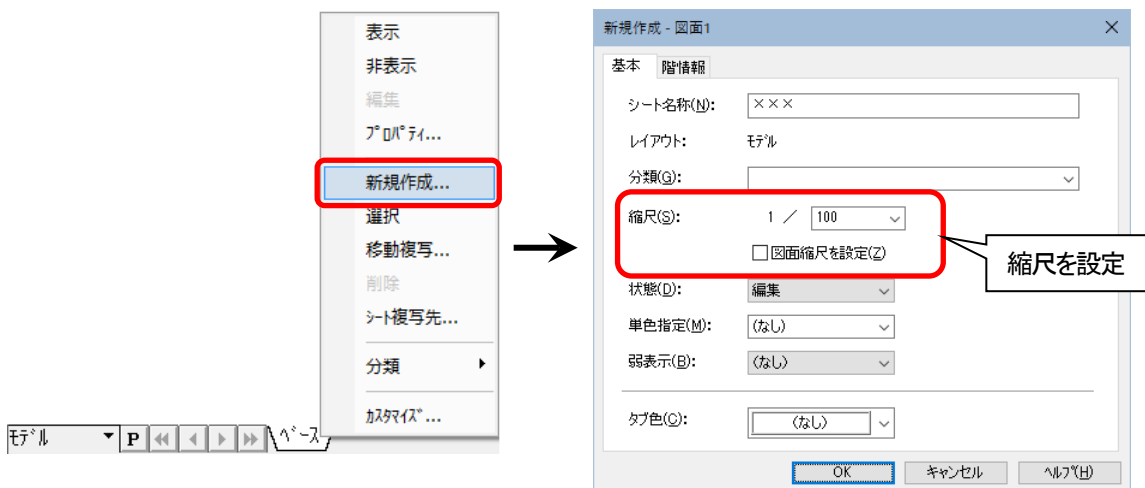 表示
非表示
編集
ﾌﾟﾛﾊﾟﾃｨ...
新規作成...
選択
移動複写...
削除
ｼｰﾄ複写先...
分類
ｶｽﾀﾏｲｽﾞ...
ﾓﾃﾞﾙ P ﾍﾞｰｽ
新規作成 - 図面1
基本 階情報
シート名称(N): ×××
レイアウト: ﾓﾃﾞﾙ
分類(G):
縮尺(S): 1 ／ 100
図面縮尺を設定(Z)
縮尺を設定
状態(D): 編集
単色指定(M): (なし)
弱表示(B): (なし)
タブ色(C): (なし)
OK キャンセル ﾍﾙﾌﾟ(H)